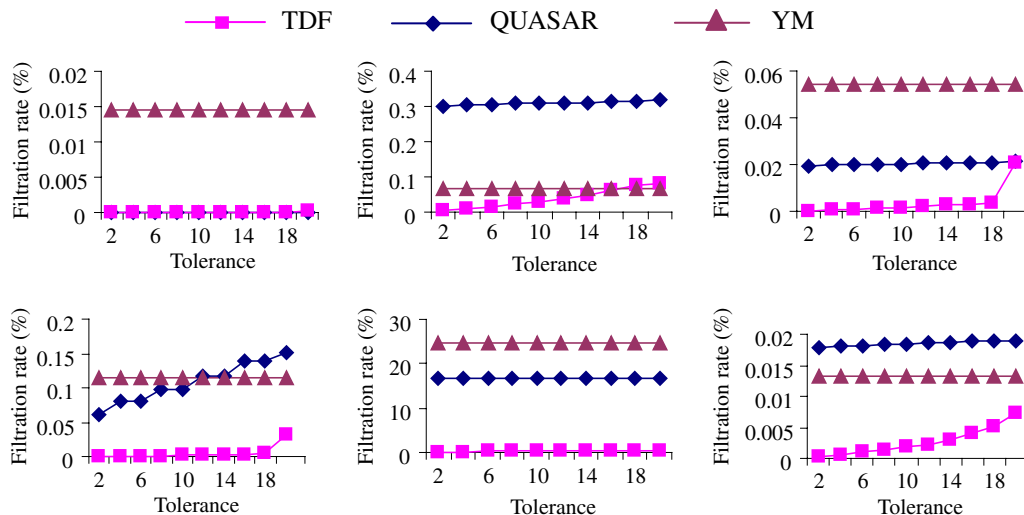 TDF QUASAR YM
Filtration rate (%)
0.02
0.015
0.01
0.005
0
2 6 10 14 18
Tolerance
Filtration rate (%)
0.4
0.3
0.2
0.1
0
2 6 10 14 18
Tolerance
Filtration rate (%)
0.06
0.04
0.02
0
2 6 10 14 18
Tolerance
Filtration rate (%)
0.2
0.15
0.1
0.05
0
2 6 10 14 18
Tolerance
Filtration rate (%)
30
20
10
0
2 6 10 14 18
Tolerance
Filtration rate (%)
0.02
0.015
0.01
0.005
0
2 6 10 14 18
Tolerance